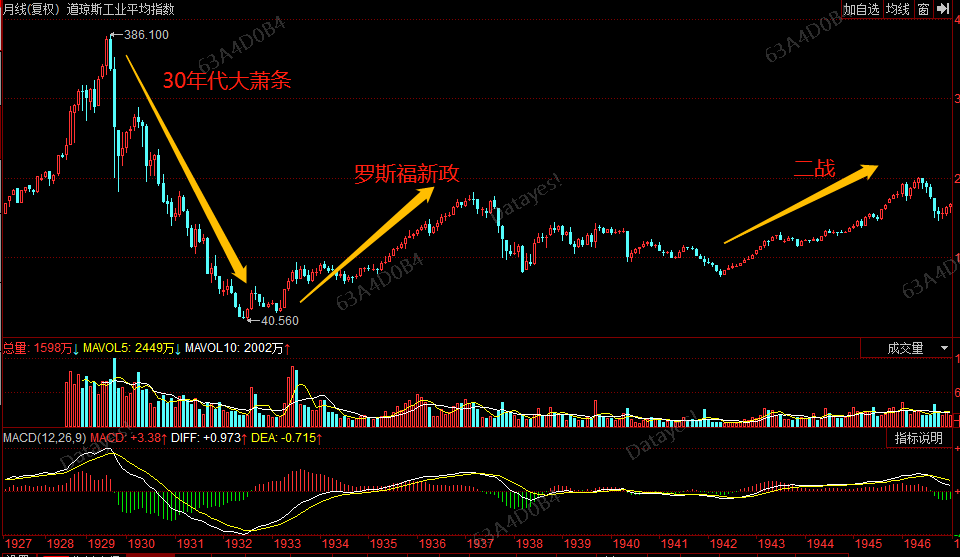 月线(复权) 道琼斯工业平均指数 加自选 均线 窗
386.100
63A4D0B4
63A4D0B4
30年代大萧条
罗斯福新政
二战
Datayes!
63A4D0B4
63A4D0B4
40.560
总量: 1598万↓ MAVOL5: 2449万↓ MAVOL10: 2002万↑ 成交量
MACD(12,26,9) MACD: +3.38↑ DIFF: +0.973↑ DEA: -0.715↑ 指标说明
Datayes!
Datayes!
63A4D0B4
1927 1928 1929 1930 1931 1932 1933 1934 1935 1936 1937 1938 1939 1940 1941 1942 1943 1944 1945 1946